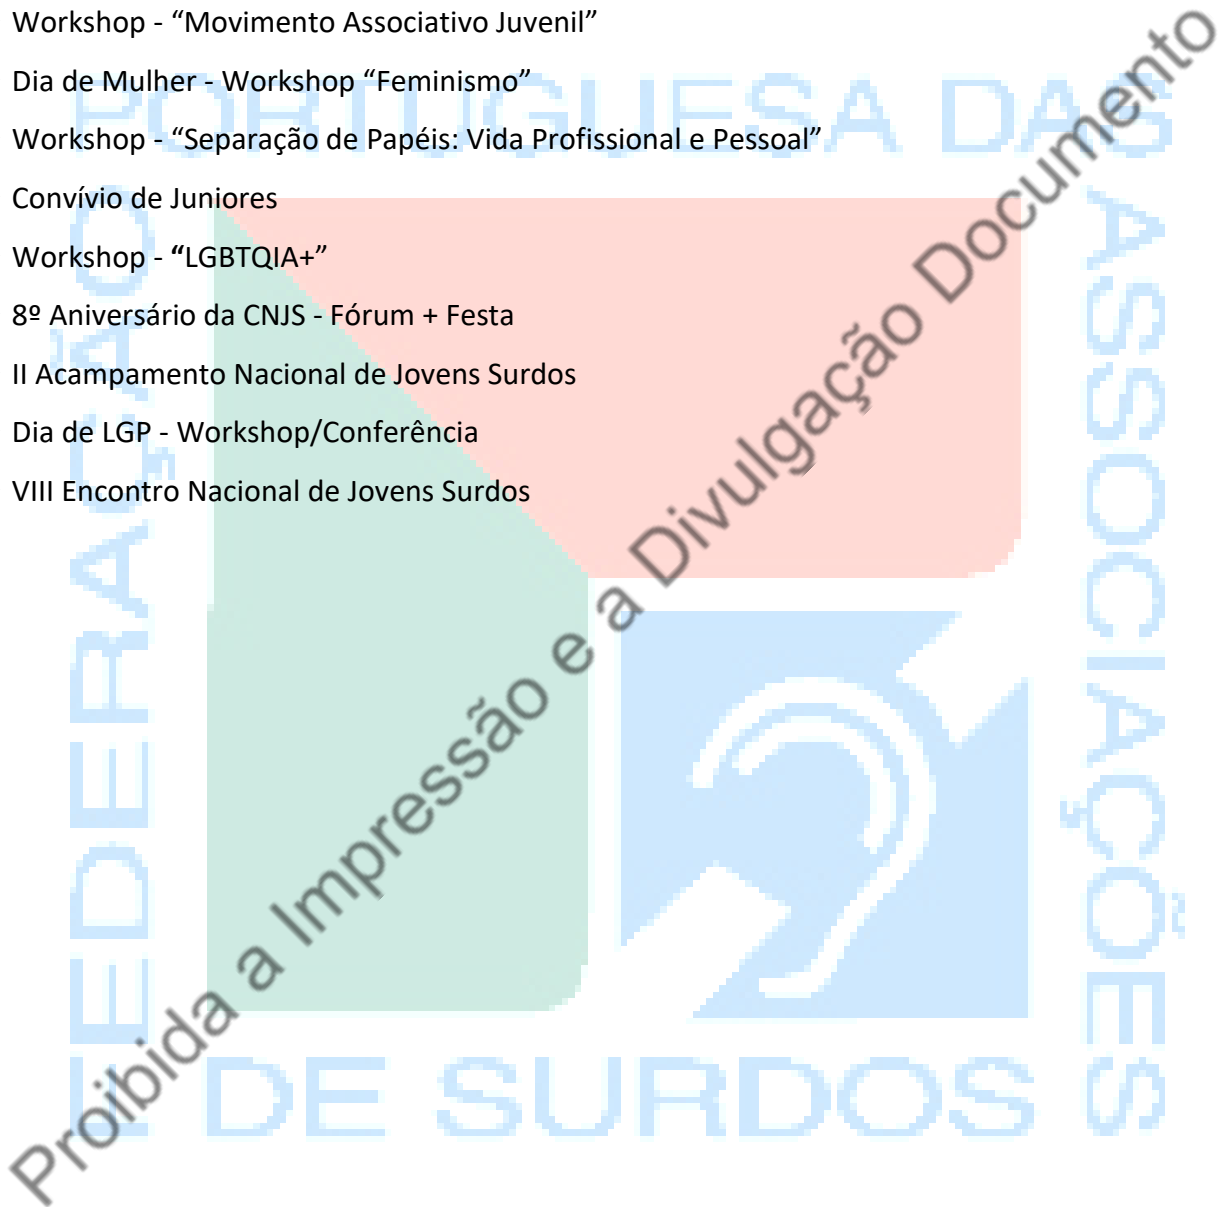 Workshop - “Movimento Associativo Juvenil”
Dia de Mulher - Workshop “Feminismo”
Workshop - “Separação de Papéis: Vida Profissional e Pessoal”
Convívio de Juniores
Workshop - “LGBTQIA+”
8º Aniversário da CNJS - Fórum + Festa
II Acampamento Nacional de Jovens Surdos
Dia de LGP - Workshop/Conferência
VIII Encontro Nacional de Jovens Surdos
Proibida a Impressão e a Divulgação Documento
FEDERAÇÃO
PORTUGUESA DAS
ASSOCIAÇÕES
DE SURDOS